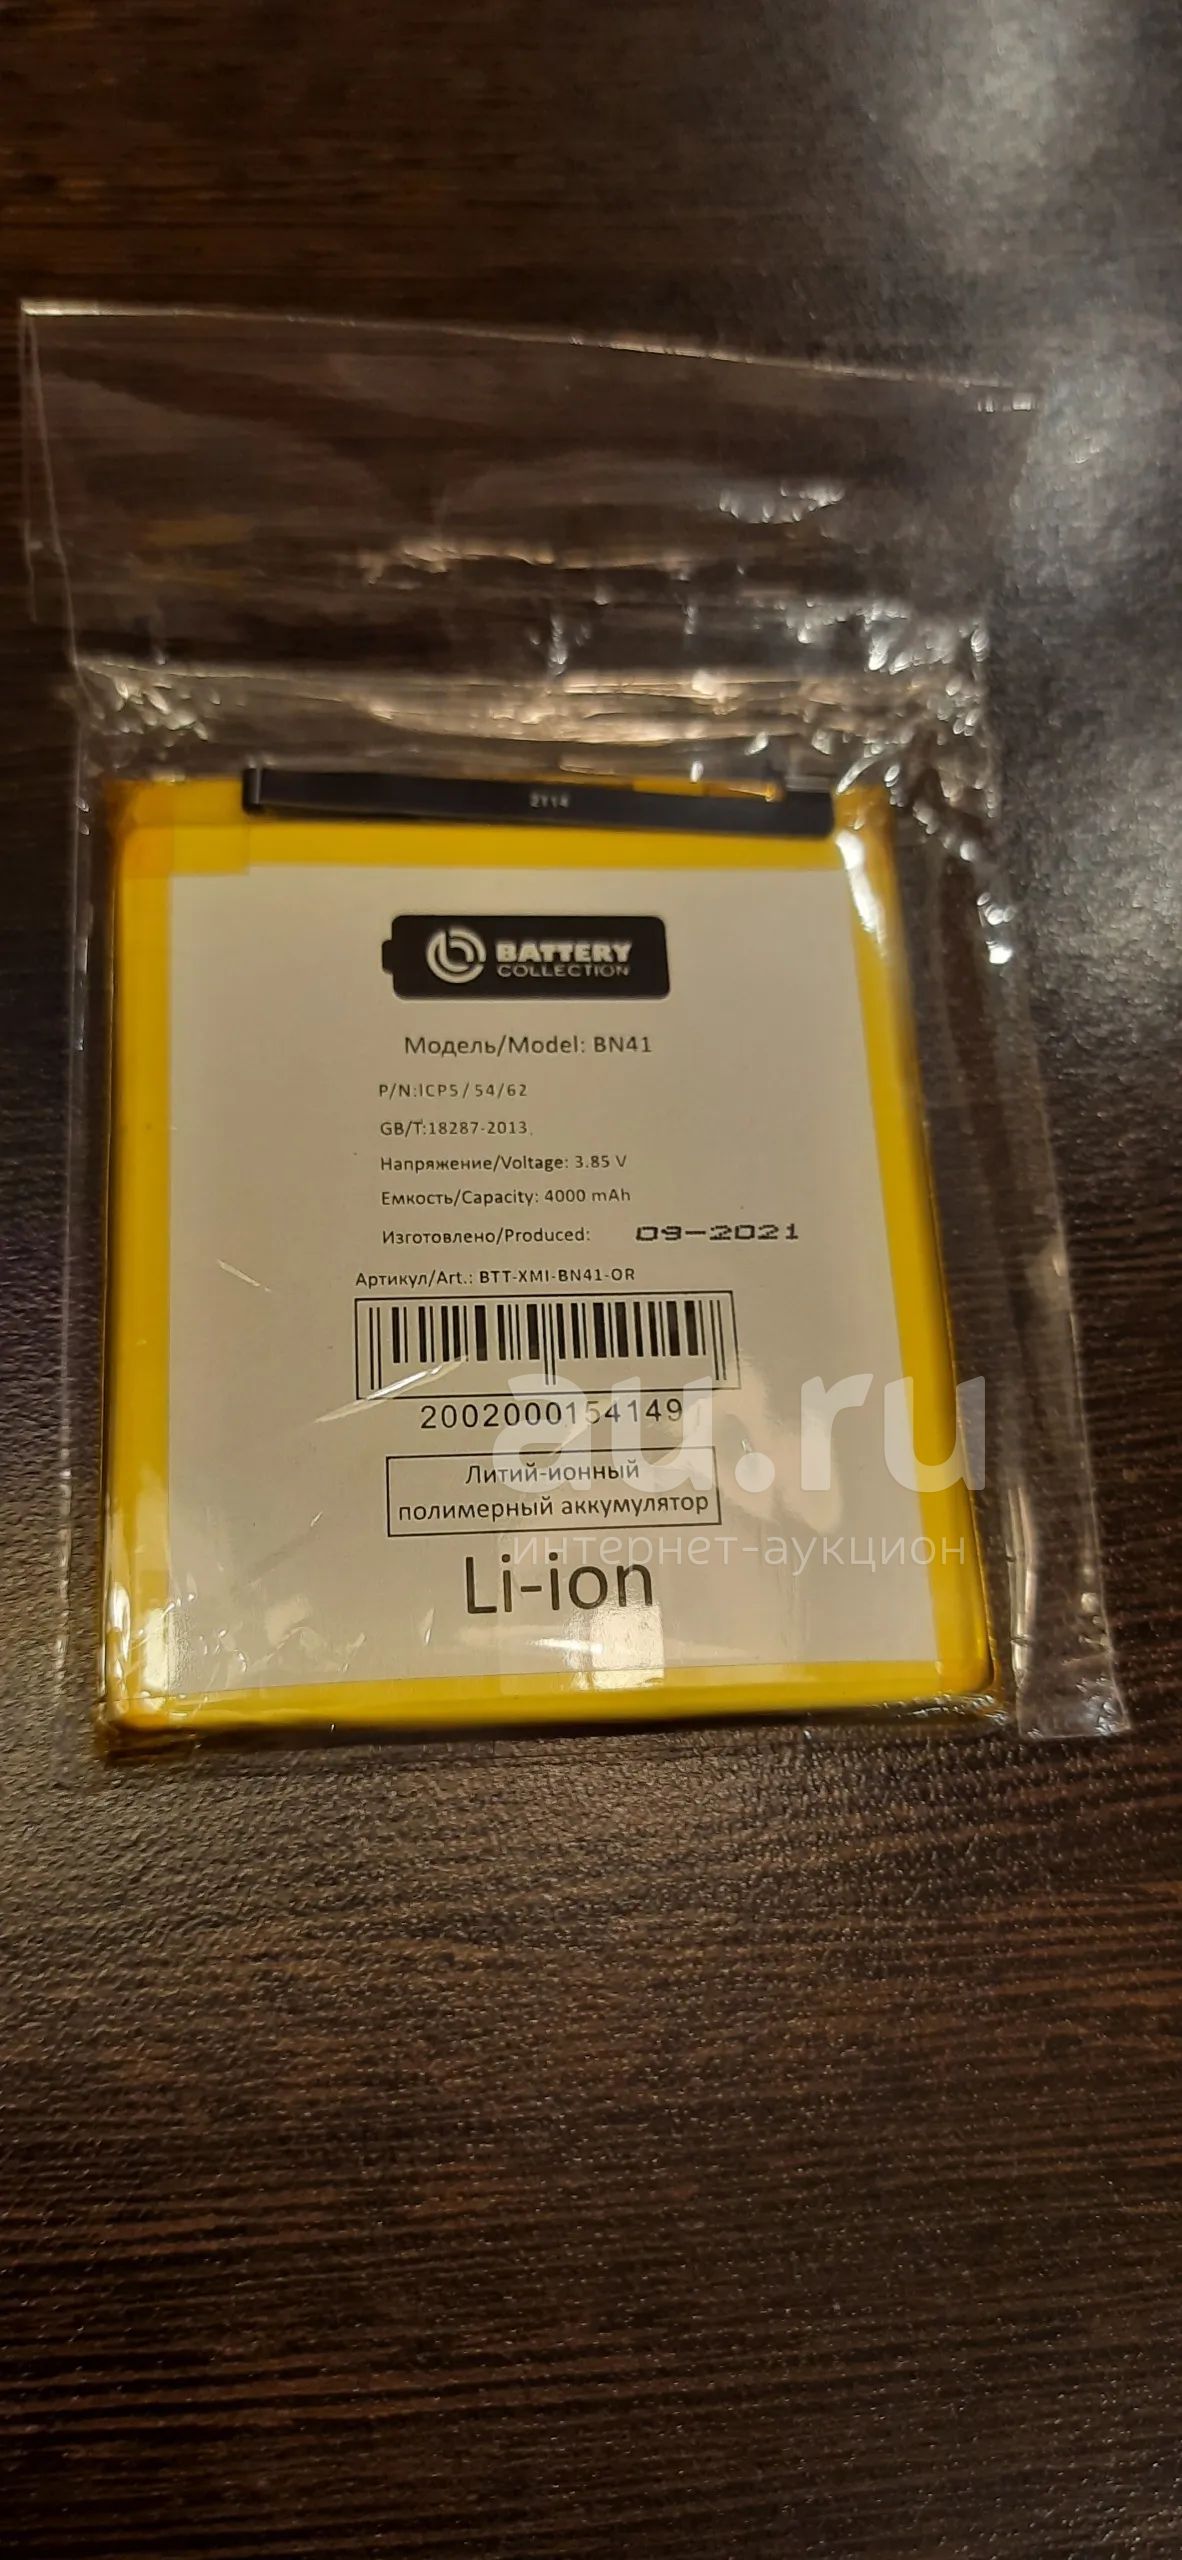 2114
BATTERY
COLLECTION
Модель/Model: BN41
P/N:ICP5/54/62
GB/T:18287-2013
Напряжение/Voltage: 3.85 V
Емкость/Capacity: 4000 mAh
Изготовлено/Produced: 09-2021
Артикул/Art.: BTT-XMI-BN41-OR
2002000154149
au.ru
Литий-ионный
полимерный аккумулятор
интернет-аукцион
Li-ion